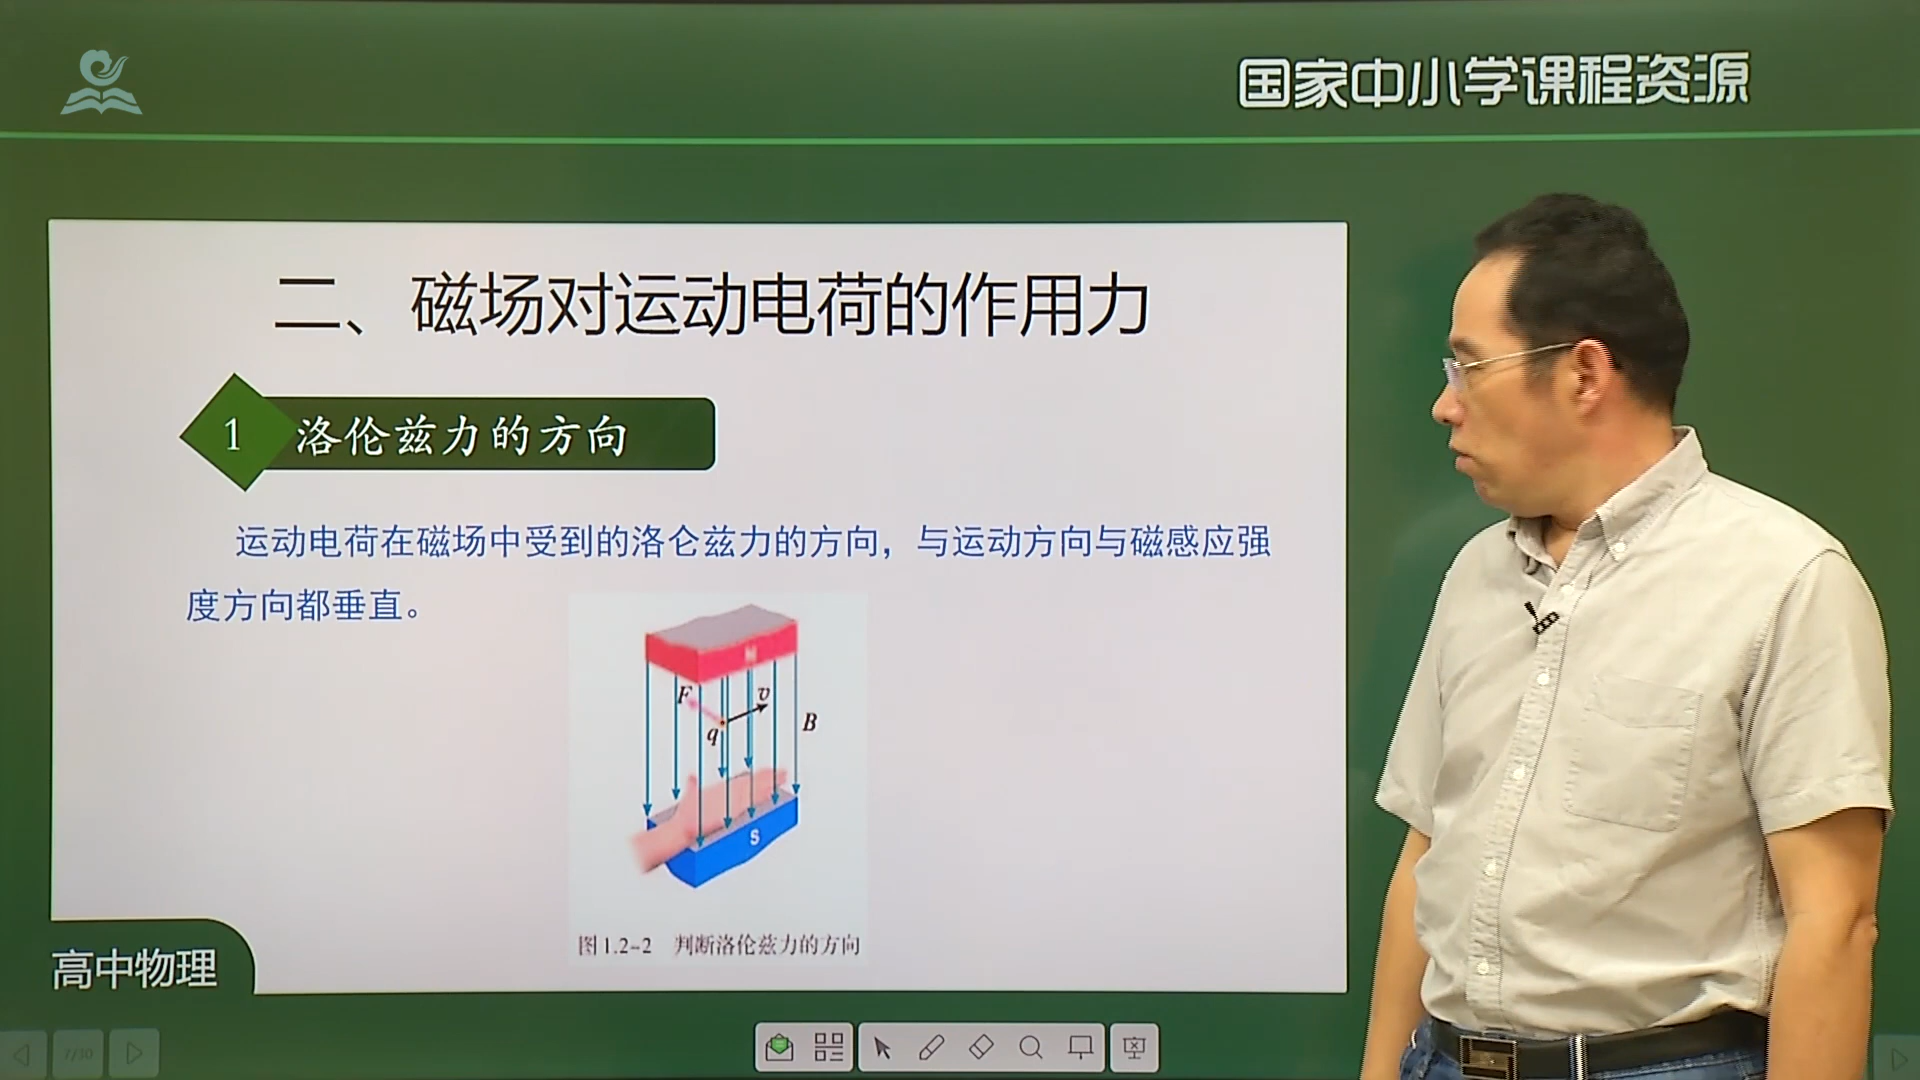 国家中小学课程资源
二、磁场对运动电荷的作用力
1 洛伦兹力的方向
运动电荷在磁场中受到的洛仑兹力的方向，与运动方向与磁感应强
度方向都垂直。
N
F
v
q
B
S
图1.2-2 判断洛伦兹力的方向
高中物理
7/30